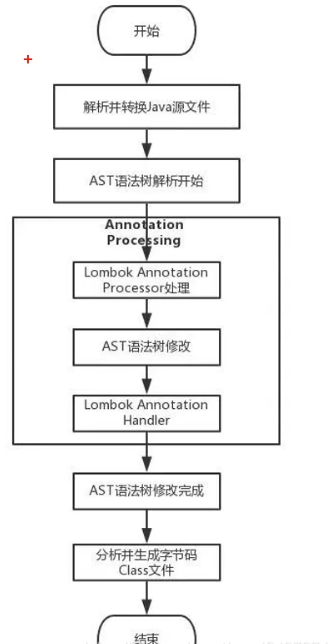 开始
解析并转换Java源文件
AST语法树解析开始
Annotation
Processing
Lombok Annotation
Processor处理
AST语法树修改
Lombok Annotation
Handler
AST语法树修改完成
分析并生成字节码
Class文件
结束